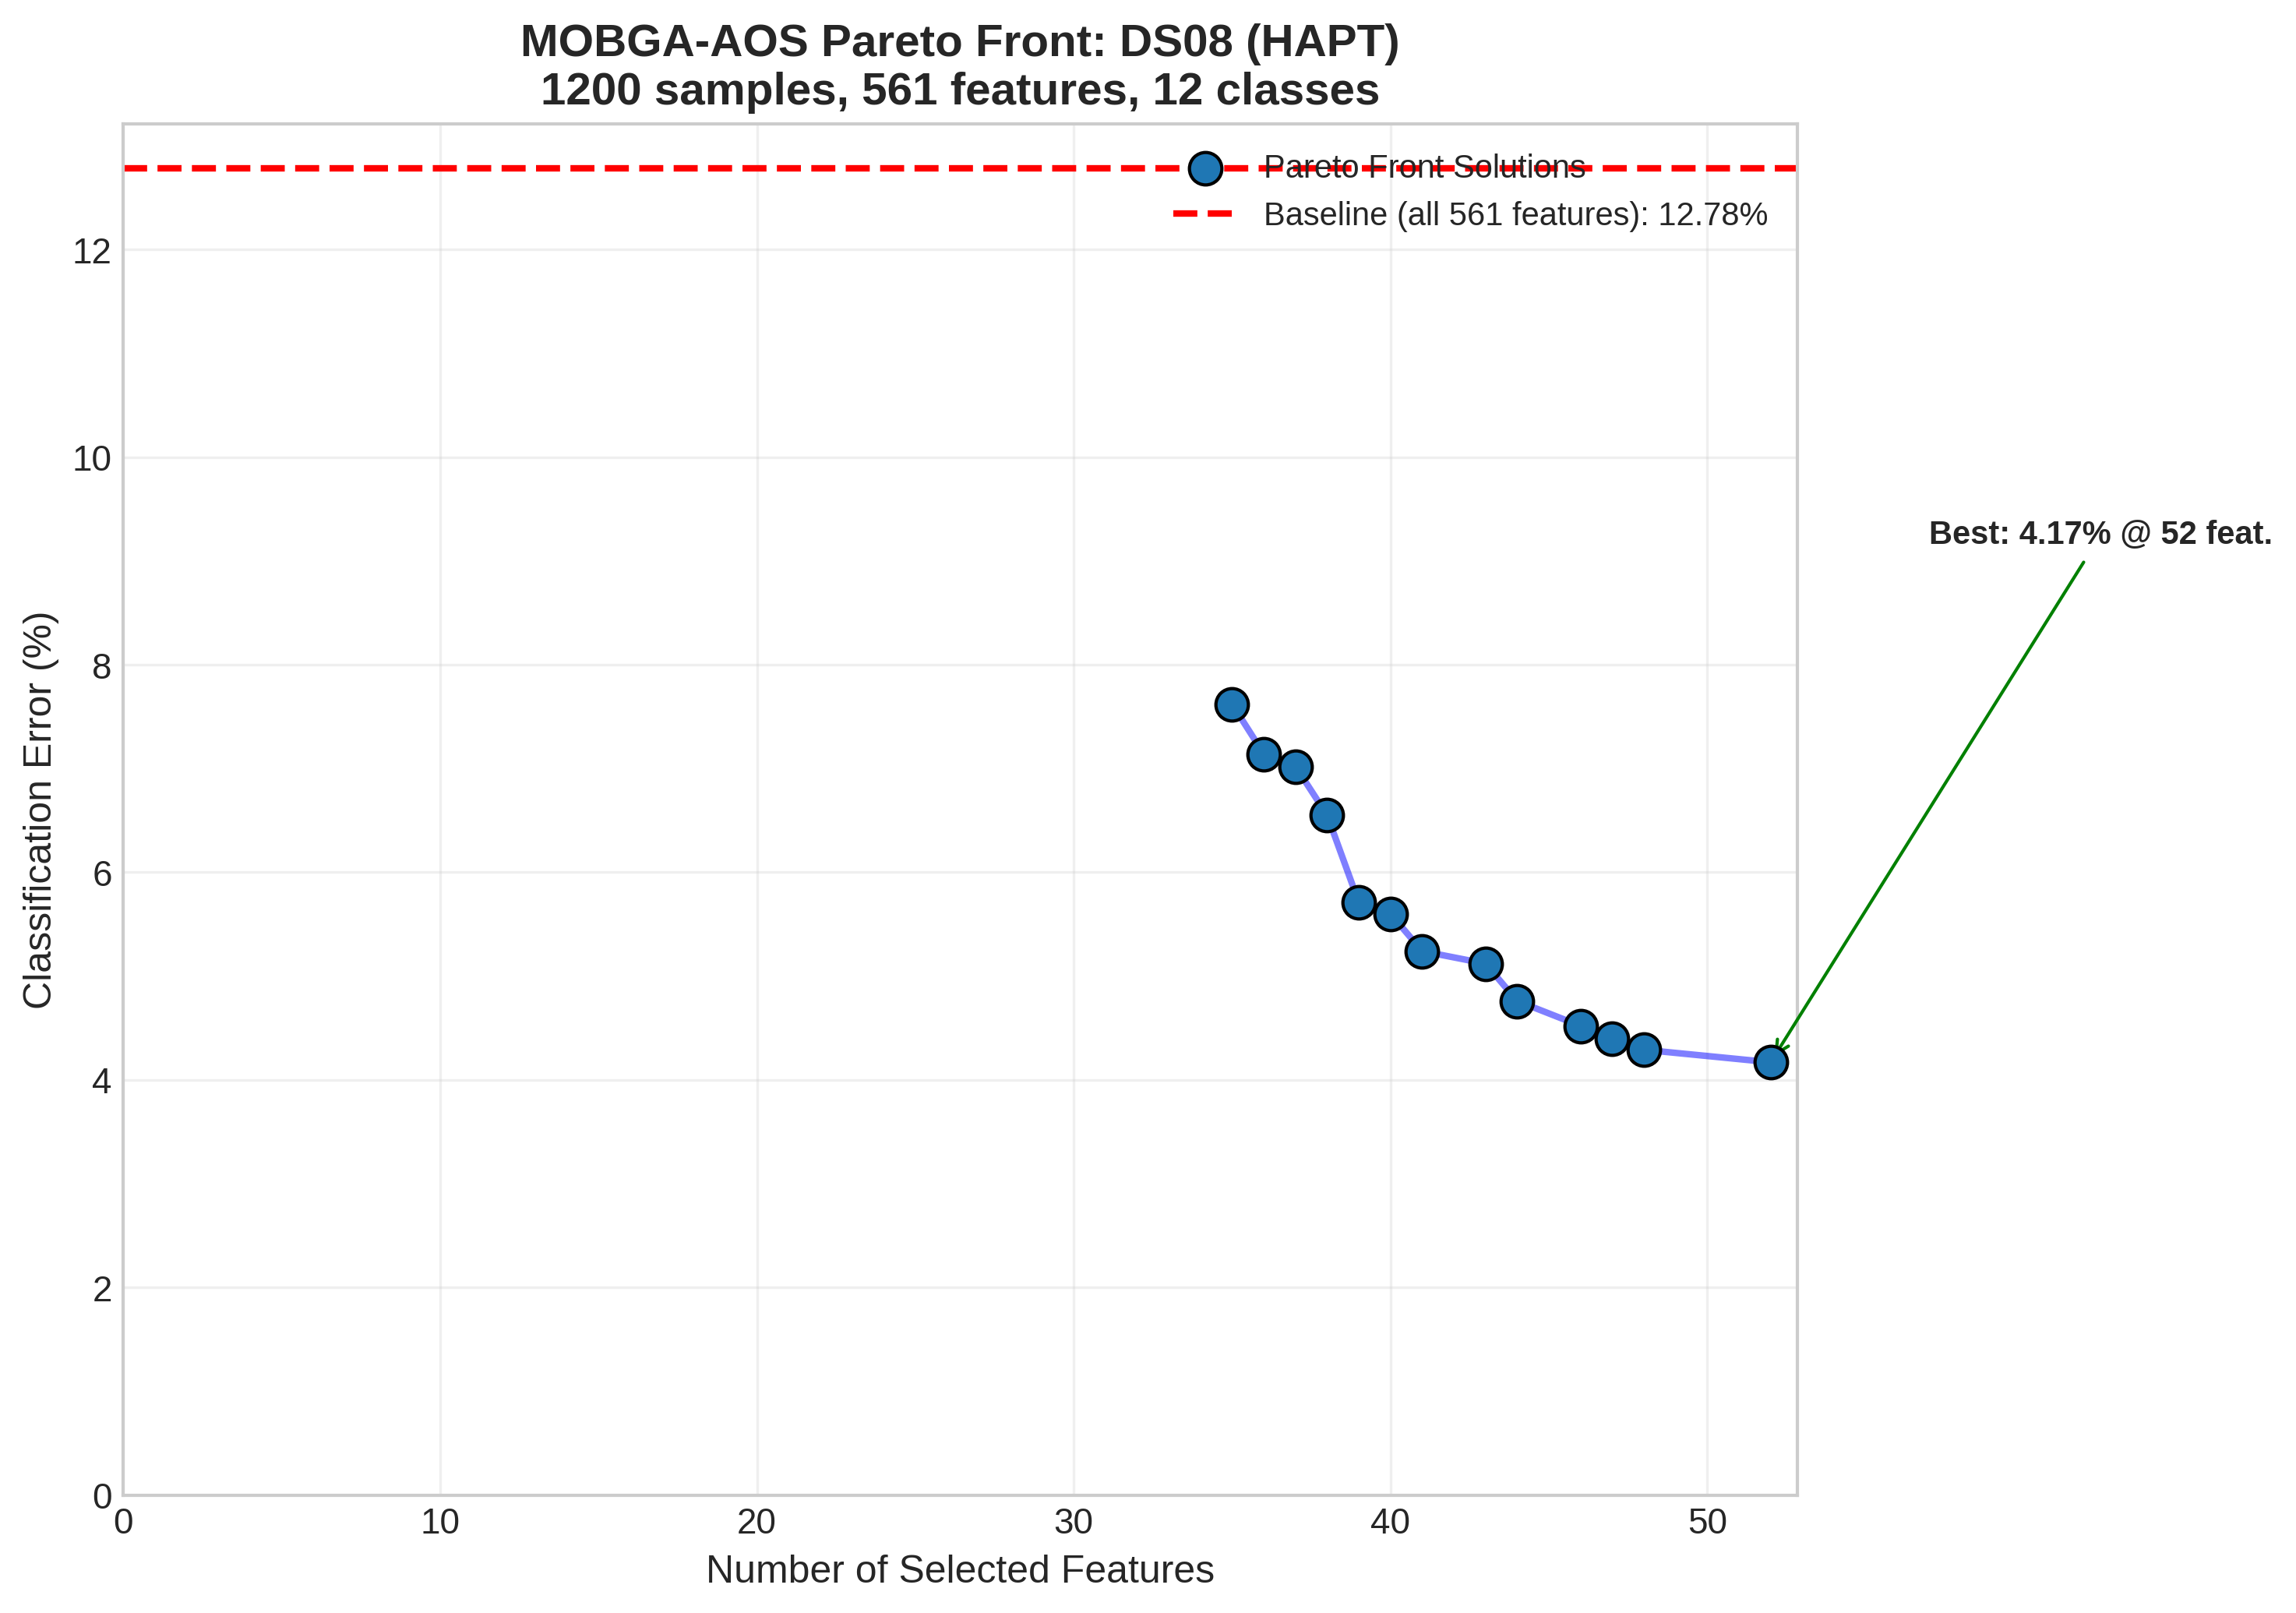 MOBGA-AOS Pareto Front: DS08 (HAPT)
1200 samples, 561 features, 12 classes
Pareto Front Solutions
Baseline (all 561 features): 12.78%
Best: 4.17% @ 52 feat.
Classification Error (%)
12
10
8
6
4
2
0
0 10 20 30 40 50
Number of Selected Features